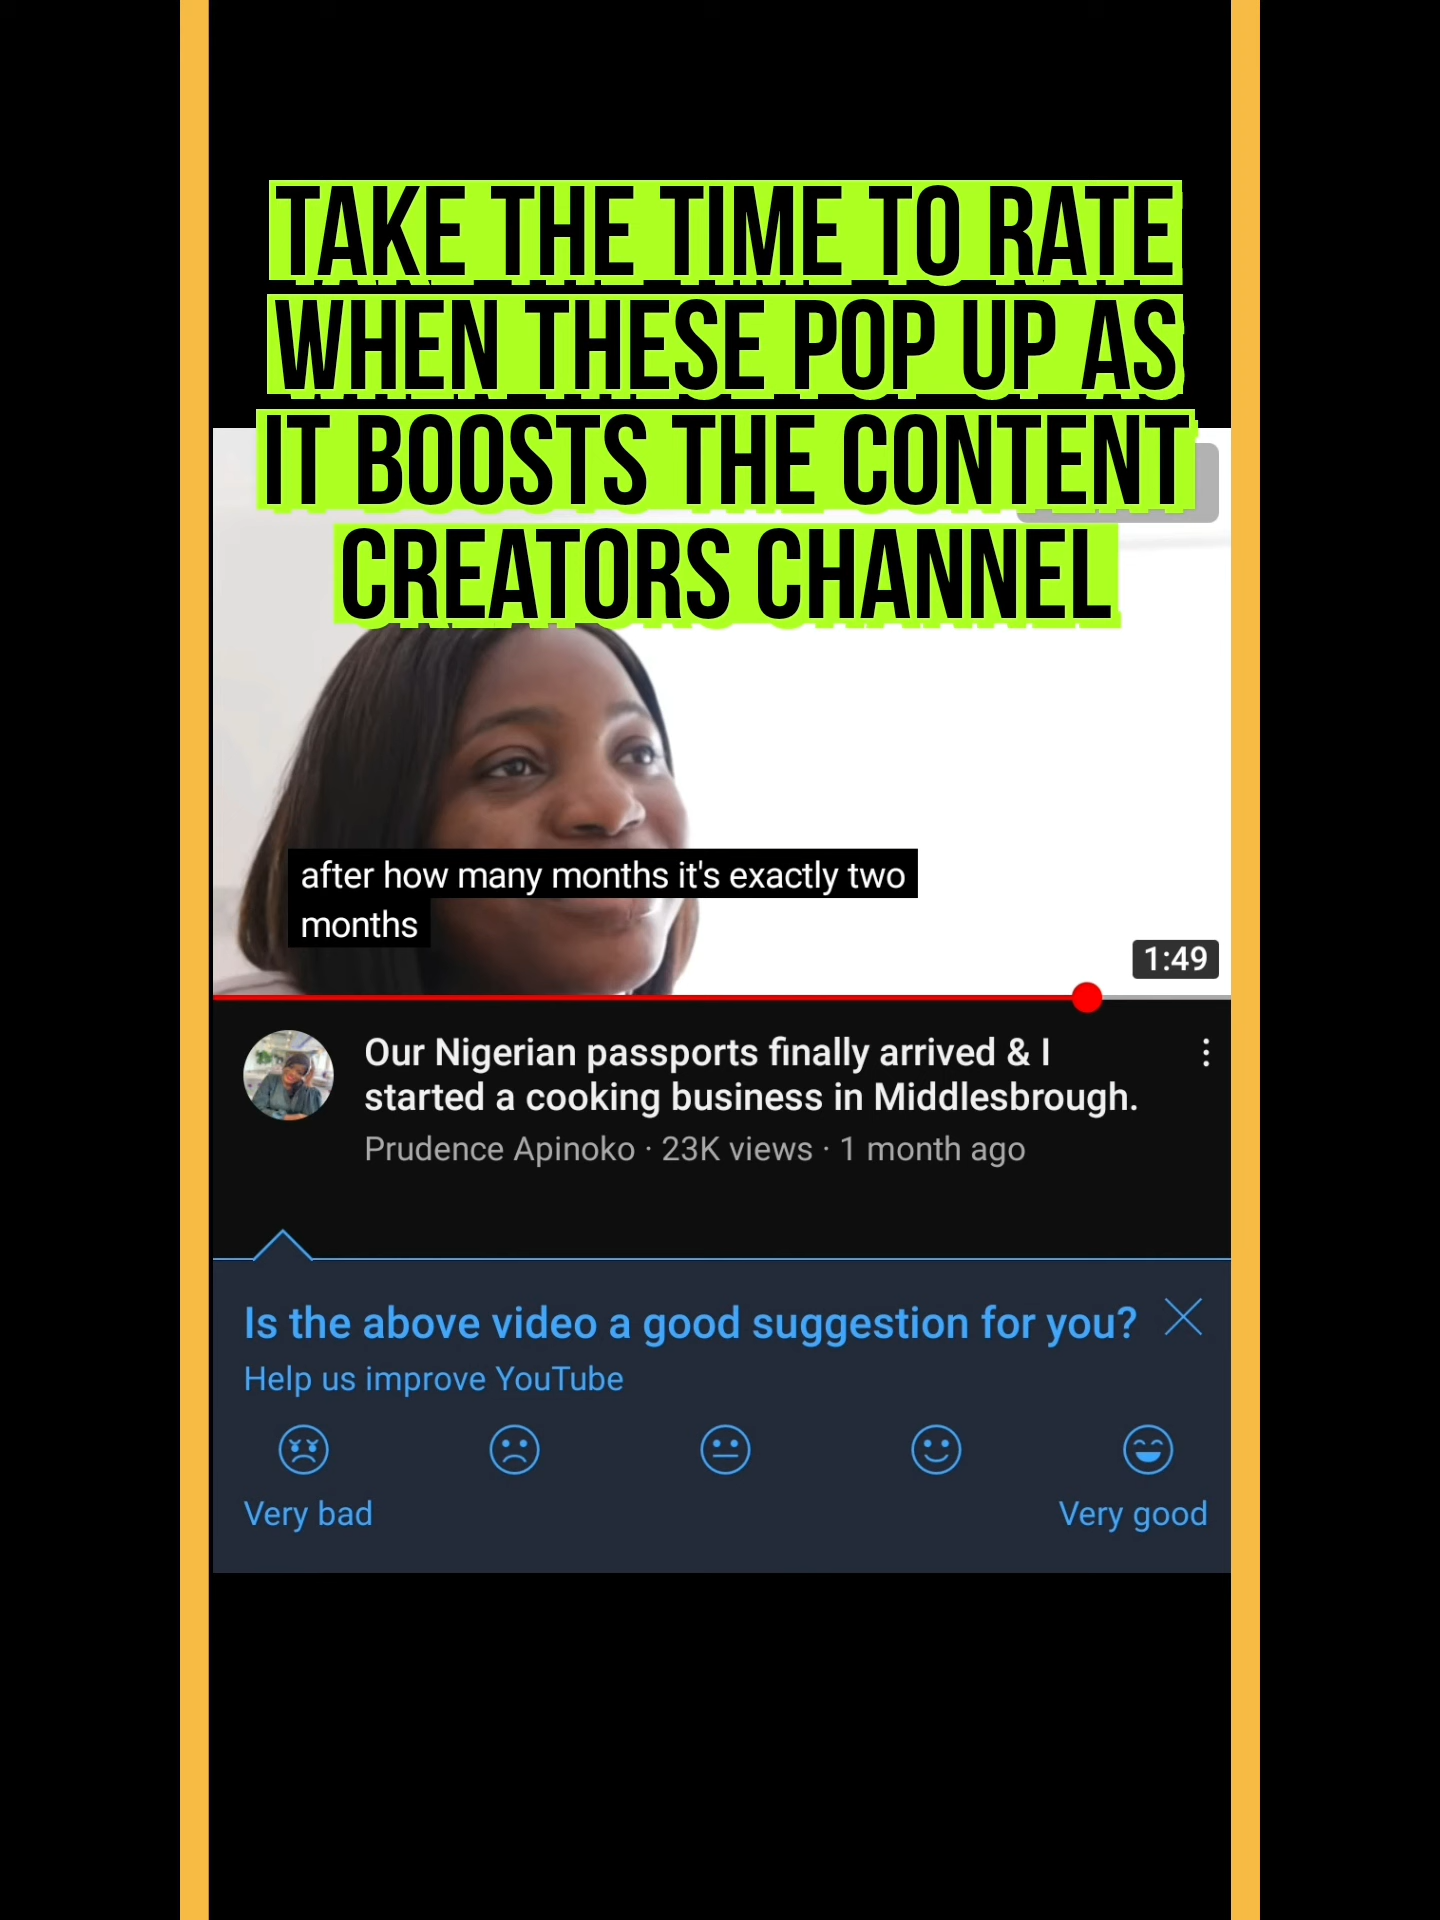 TAKE THE TIME TO RATE
WHEN THESE POP UP AS
IT BOOSTS THE CONTENT
CREATORS CHANNEL
after how many months it's exactly two
months
1:49
Our Nigerian passports finally arrived & I
started a cooking business in Middlesbrough.
Prudence Apinoko · 23K views · 1 month ago
Is the above video a good suggestion for you?
Help us improve YouTube
Very bad
Very good